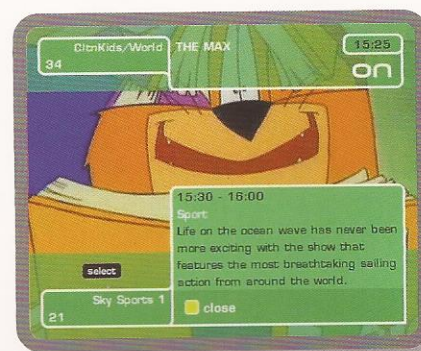 CltnKids/World
34
THE MAX
15:25
on
15:30 - 16:00
Sport
Life on the ocean wave has never been
more exciting with the show that
features the most breathtaking sailing
action from around the world.
close
select
Sky Sports 1
21